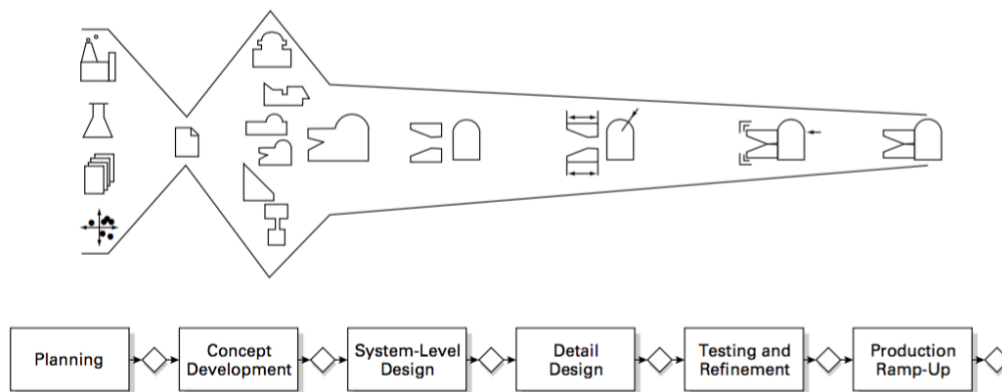 Planning
Concept
Development
System-Level
Design
Detail
Design
Testing and
Refinement
Production
Ramp-Up